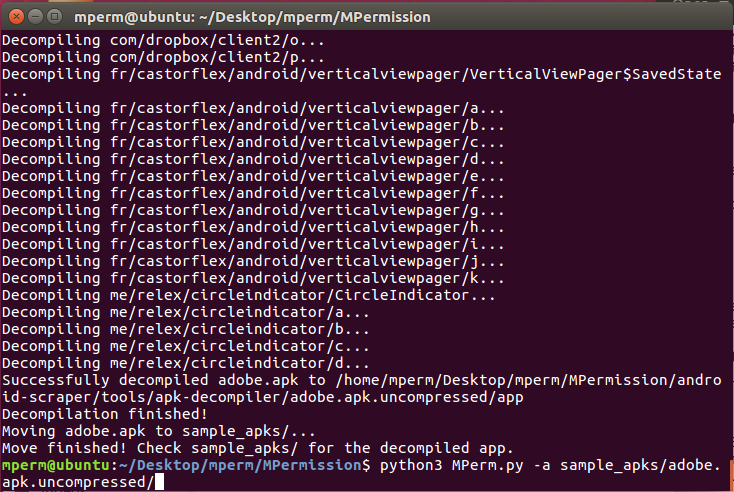 mperm@ubuntu: ~/Desktop/mperm/MPermission
Decompiling com/dropbox/client2/o...
Decompiling com/dropbox/client2/p...
Decompiling fr/castorflex/android/verticalviewpager/VerticalViewPager$SavedState
...
Decompiling fr/castorflex/android/verticalviewpager/a...
Decompiling fr/castorflex/android/verticalviewpager/b...
Decompiling fr/castorflex/android/verticalviewpager/c...
Decompiling fr/castorflex/android/verticalviewpager/d...
Decompiling fr/castorflex/android/verticalviewpager/e...
Decompiling fr/castorflex/android/verticalviewpager/f...
Decompiling fr/castorflex/android/verticalviewpager/g...
Decompiling fr/castorflex/android/verticalviewpager/h...
Decompiling fr/castorflex/android/verticalviewpager/i...
Decompiling fr/castorflex/android/verticalviewpager/j...
Decompiling fr/castorflex/android/verticalviewpager/k...
Decompiling me/relex/circleindicator/CircleIndicator...
Decompiling me/relex/circleindicator/a...
Decompiling me/relex/circleindicator/b...
Decompiling me/relex/circleindicator/c...
Decompiling me/relex/circleindicator/d...
Successfully decompiled adobe.apk to /home/mperm/Desktop/mperm/MPermission/andro
id-scraper/tools/apk-decompiler/adobe.apk.uncompressed/app
Decompilation finished!
Moving adobe.apk to sample_apks/...
Move finished! Check sample_apks/ for the decompiled app.
mperm@ubuntu:~/Desktop/mperm/MPermission$ python3 MPerm.py -a sample_apks/adobe.
apk.uncompressed/